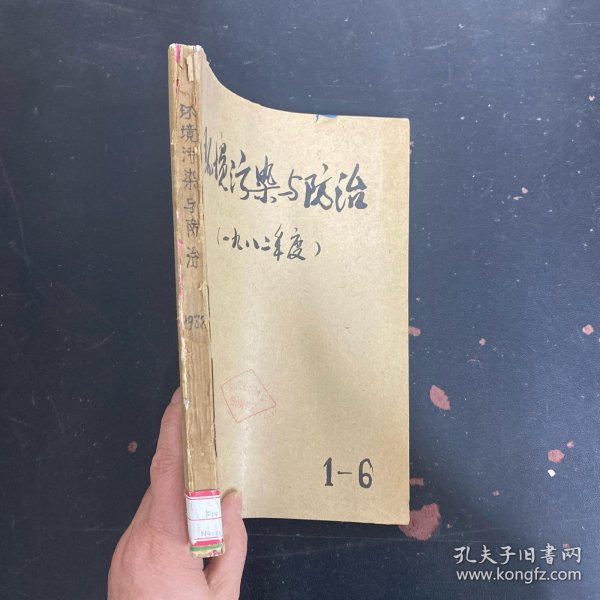 环境污染与防治
1982
环境污染与防治
(一九八二年度)
1-6
孔夫子旧书网
www.kongfz.com